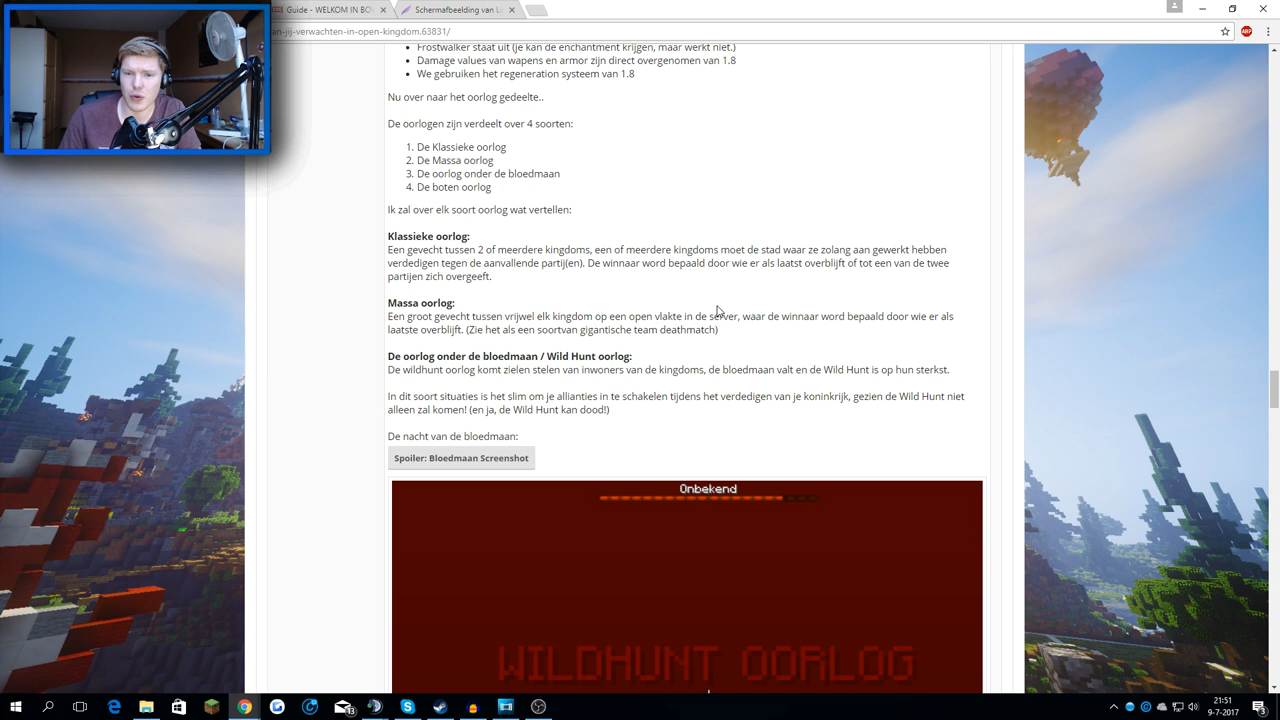 Guide - WELKOM IN BO
Schermafbeelding van Li
an-jij-verwachten-in-open-kingdom.63831/
Frostwalker staat uit (je kan de enchantment krijgen, maar werkt niet.)
Damage values van wapens en armor zijn direct overgenomen van 1.8
We gebruiken het regeneration systeem van 1.8
Nu over naar het oorlog gedeelte..
De oorlogen zijn verdeelt over 4 soorten:
1. De Klassieke oorlog
2. De Massa oorlog
3. De oorlog onder de bloedmaan
4. De boten oorlog
Ik zal over elk soort oorlog wat vertellen:
Klassieke oorlog:
Een gevecht tussen 2 of meerdere kingdoms, een of meerdere kingdoms moet de stad waar ze zolang aan gewerkt hebben
verdedigen tegen de aanvallende partij(en). De winnaar word bepaald door wie er als laatst overblijft of tot een van de twee
partijen zich overgeeft.
Massa oorlog:
Een groot gevecht tussen vrijwel elk kingdom op een open vlakte in de server, waar de winnaar word bepaald door wie er als
laatste overblijft. (Zie het als een soortvan gigantische team deathmatch)
De oorlog onder de bloedmaan / Wild Hunt oorlog:
De wildhunt oorlog komt zielen stelen van inwoners van de kingdoms, de bloedmaan valt en de Wild Hunt is op hun sterkst.
In dit soort situaties is het slim om je allianties in te schakelen tijdens het verdedigen van je koninkrijk, gezien de Wild Hunt niet
alleen zal komen! (en ja, de Wild Hunt kan dood!)
De nacht van de bloedmaan:
Spoiler: Bloedmaan Screenshot
Onbekend
WILDHUNT OORLOG
13
21:51
9-7-2017
3